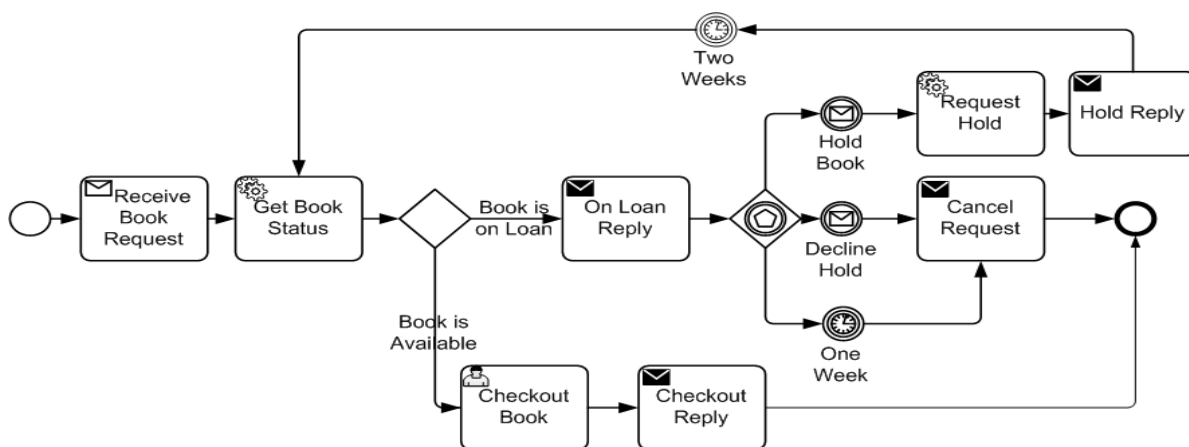 Two
Weeks
Request
Hold
Hold Reply
Hold
Book
Receive
Book
Request
Get Book
Status
Book is
on Loan
On Loan
Reply
Cancel
Request
Decline
Hold
Book is
Available
One
Week
Checkout
Book
Checkout
Reply